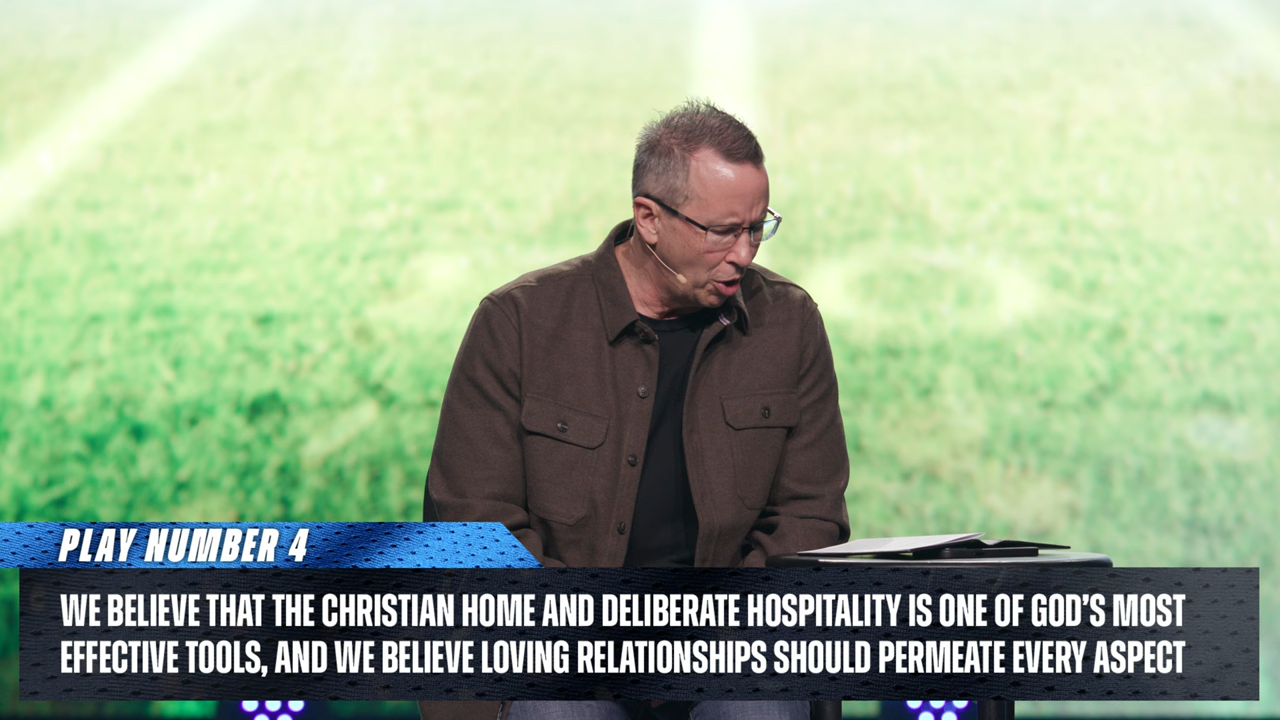 PLAY NUMBER 4
WE BELIEVE THAT THE CHRISTIAN HOME AND DELIBERATE HOSPITALITY IS ONE OF GOD'S MOST
EFFECTIVE TOOLS, AND WE BELIEVE LOVING RELATIONSHIPS SHOULD PERMEATE EVERY ASPECT